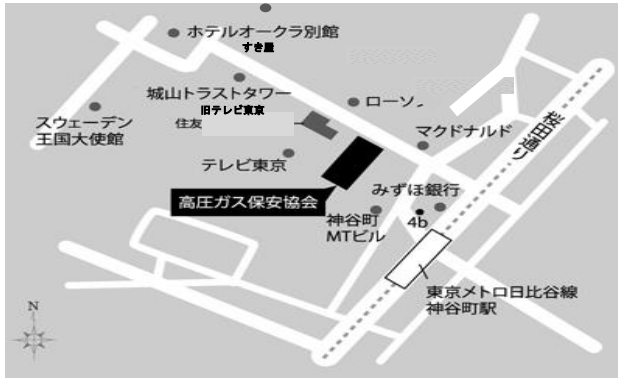 ホテルオークラ別館
すき屋
城山トラストタワー
旧テレビ東京
住友
スウェーデン
王国大使館
ローソ
マクドナルド
桜田通り
テレビ東京
高圧ガス保安協会
みずほ銀行
神谷町
MTビル
4b
東京メトロ日比谷線
神谷町駅
N